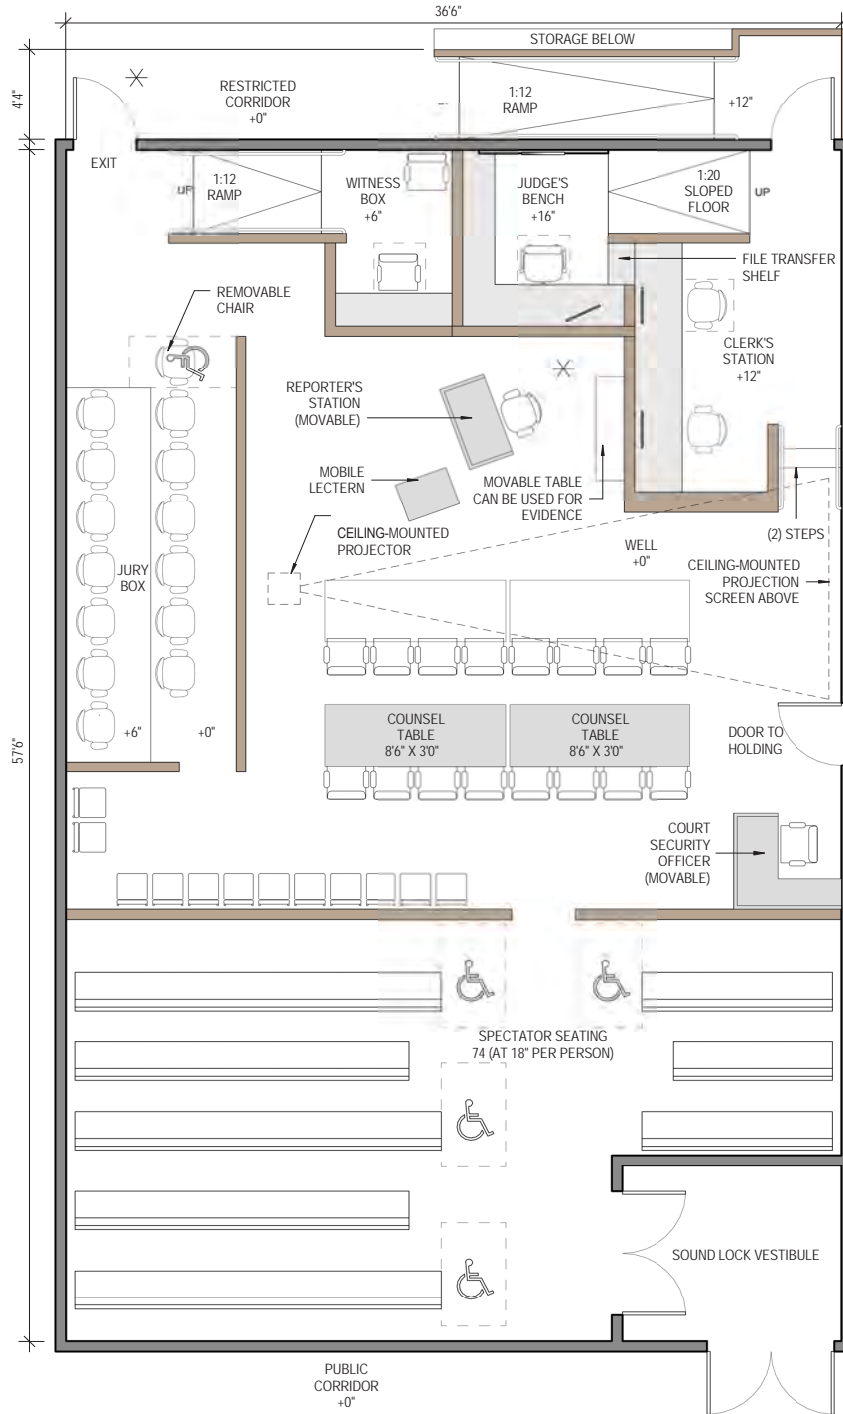 36'6"
STORAGE BELOW
4'4"
RESTRICTED
CORRIDOR
+0"
1:12
RAMP
+12"
EXIT
UP
1:12
RAMP
WITNESS
BOX
+6"
JUDGE'S
BENCH
+16"
1:20
SLOPED
FLOOR
UP
FILE TRANSFER
SHELF
REMOVABLE
CHAIR
CLERK'S
STATION
+12"
REPORTER'S
STATION
(MOVABLE)
MOBILE
LECTERN
MOVABLE TABLE
CAN BE USED FOR
EVIDENCE
CEILING-MOUNTED
PROJECTOR
(2) STEPS
WELL
+0"
CEILING-MOUNTED
PROJECTION
SCREEN ABOVE
JURY
BOX
+6"
+0"
COUNSEL
TABLE
8'6" X 3'0"
COUNSEL
TABLE
8'6" X 3'0"
DOOR TO
HOLDING
57'6"
COURT
SECURITY
OFFICER
(MOVABLE)
SPECTATOR SEATING
74 (AT 18" PER PERSON)
SOUND LOCK VESTIBULE
PUBLIC
CORRIDOR
+0"